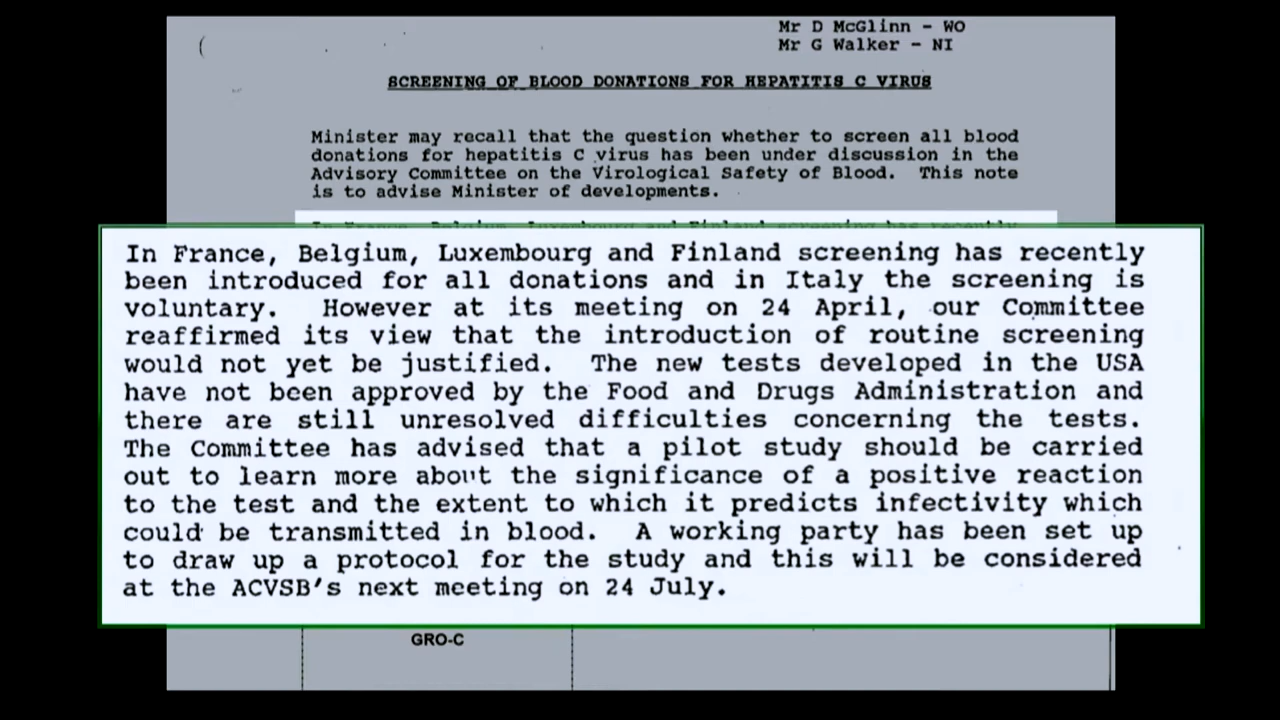 Mr D McGlinn - WO
Mr G Walker - NI
SCREENING OF BLOOD DONATIONS FOR HEPATITIS C VIRUS
Minister may recall that the question whether to screen all blood
donations for hepatitis C virus has been under discussion in the
Advisory Committee on the Virological Safety of Blood. This note
is to advise Minister of developments.
In France, Belgium, Luxembourg and Finland screening has recently
In France, Belgium, Luxembourg and Finland screening has recently
been introduced for all donations and in Italy the screening is
voluntary. However at its meeting on 24 April, our Committee
reaffirmed its view that the introduction of routine screening
would not yet be justified. The new tests developed in the USA
have not been approved by the Food and Drugs Administration and
there are still unresolved difficulties concerning the tests.
The Committee has advised that a pilot study should be carried
out to learn more about the significance of a positive reaction
to the test and the extent to which it predicts infectivity which
could be transmitted in blood. A working party has been set up
to draw up a protocol for the study and this will be considered
at the ACVSB's next meeting on 24 July.
GRO-C